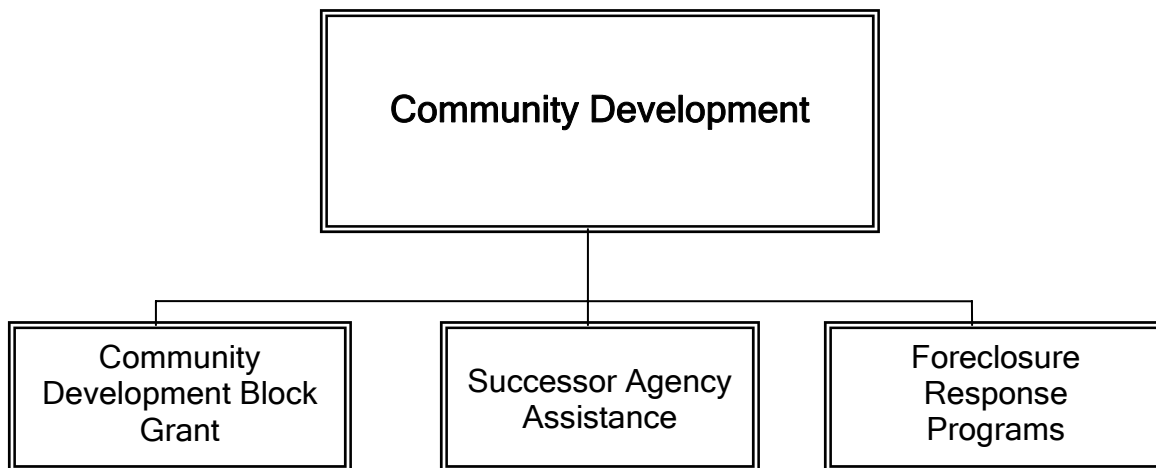 Community Development
Community
Development Block
Grant
Successor Agency
Assistance
Foreclosure
Response
Programs